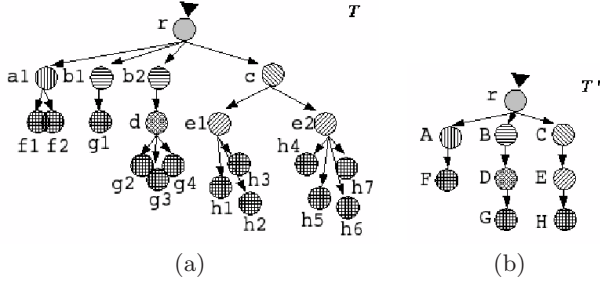 T
r
a1 b1 b2 c
f1 f2 g1 d e1 e2
g2 g3 g4 h1 h2 h3 h4 h5 h6 h7
(a)
T'
r
A B C
F D E
G H
(b)